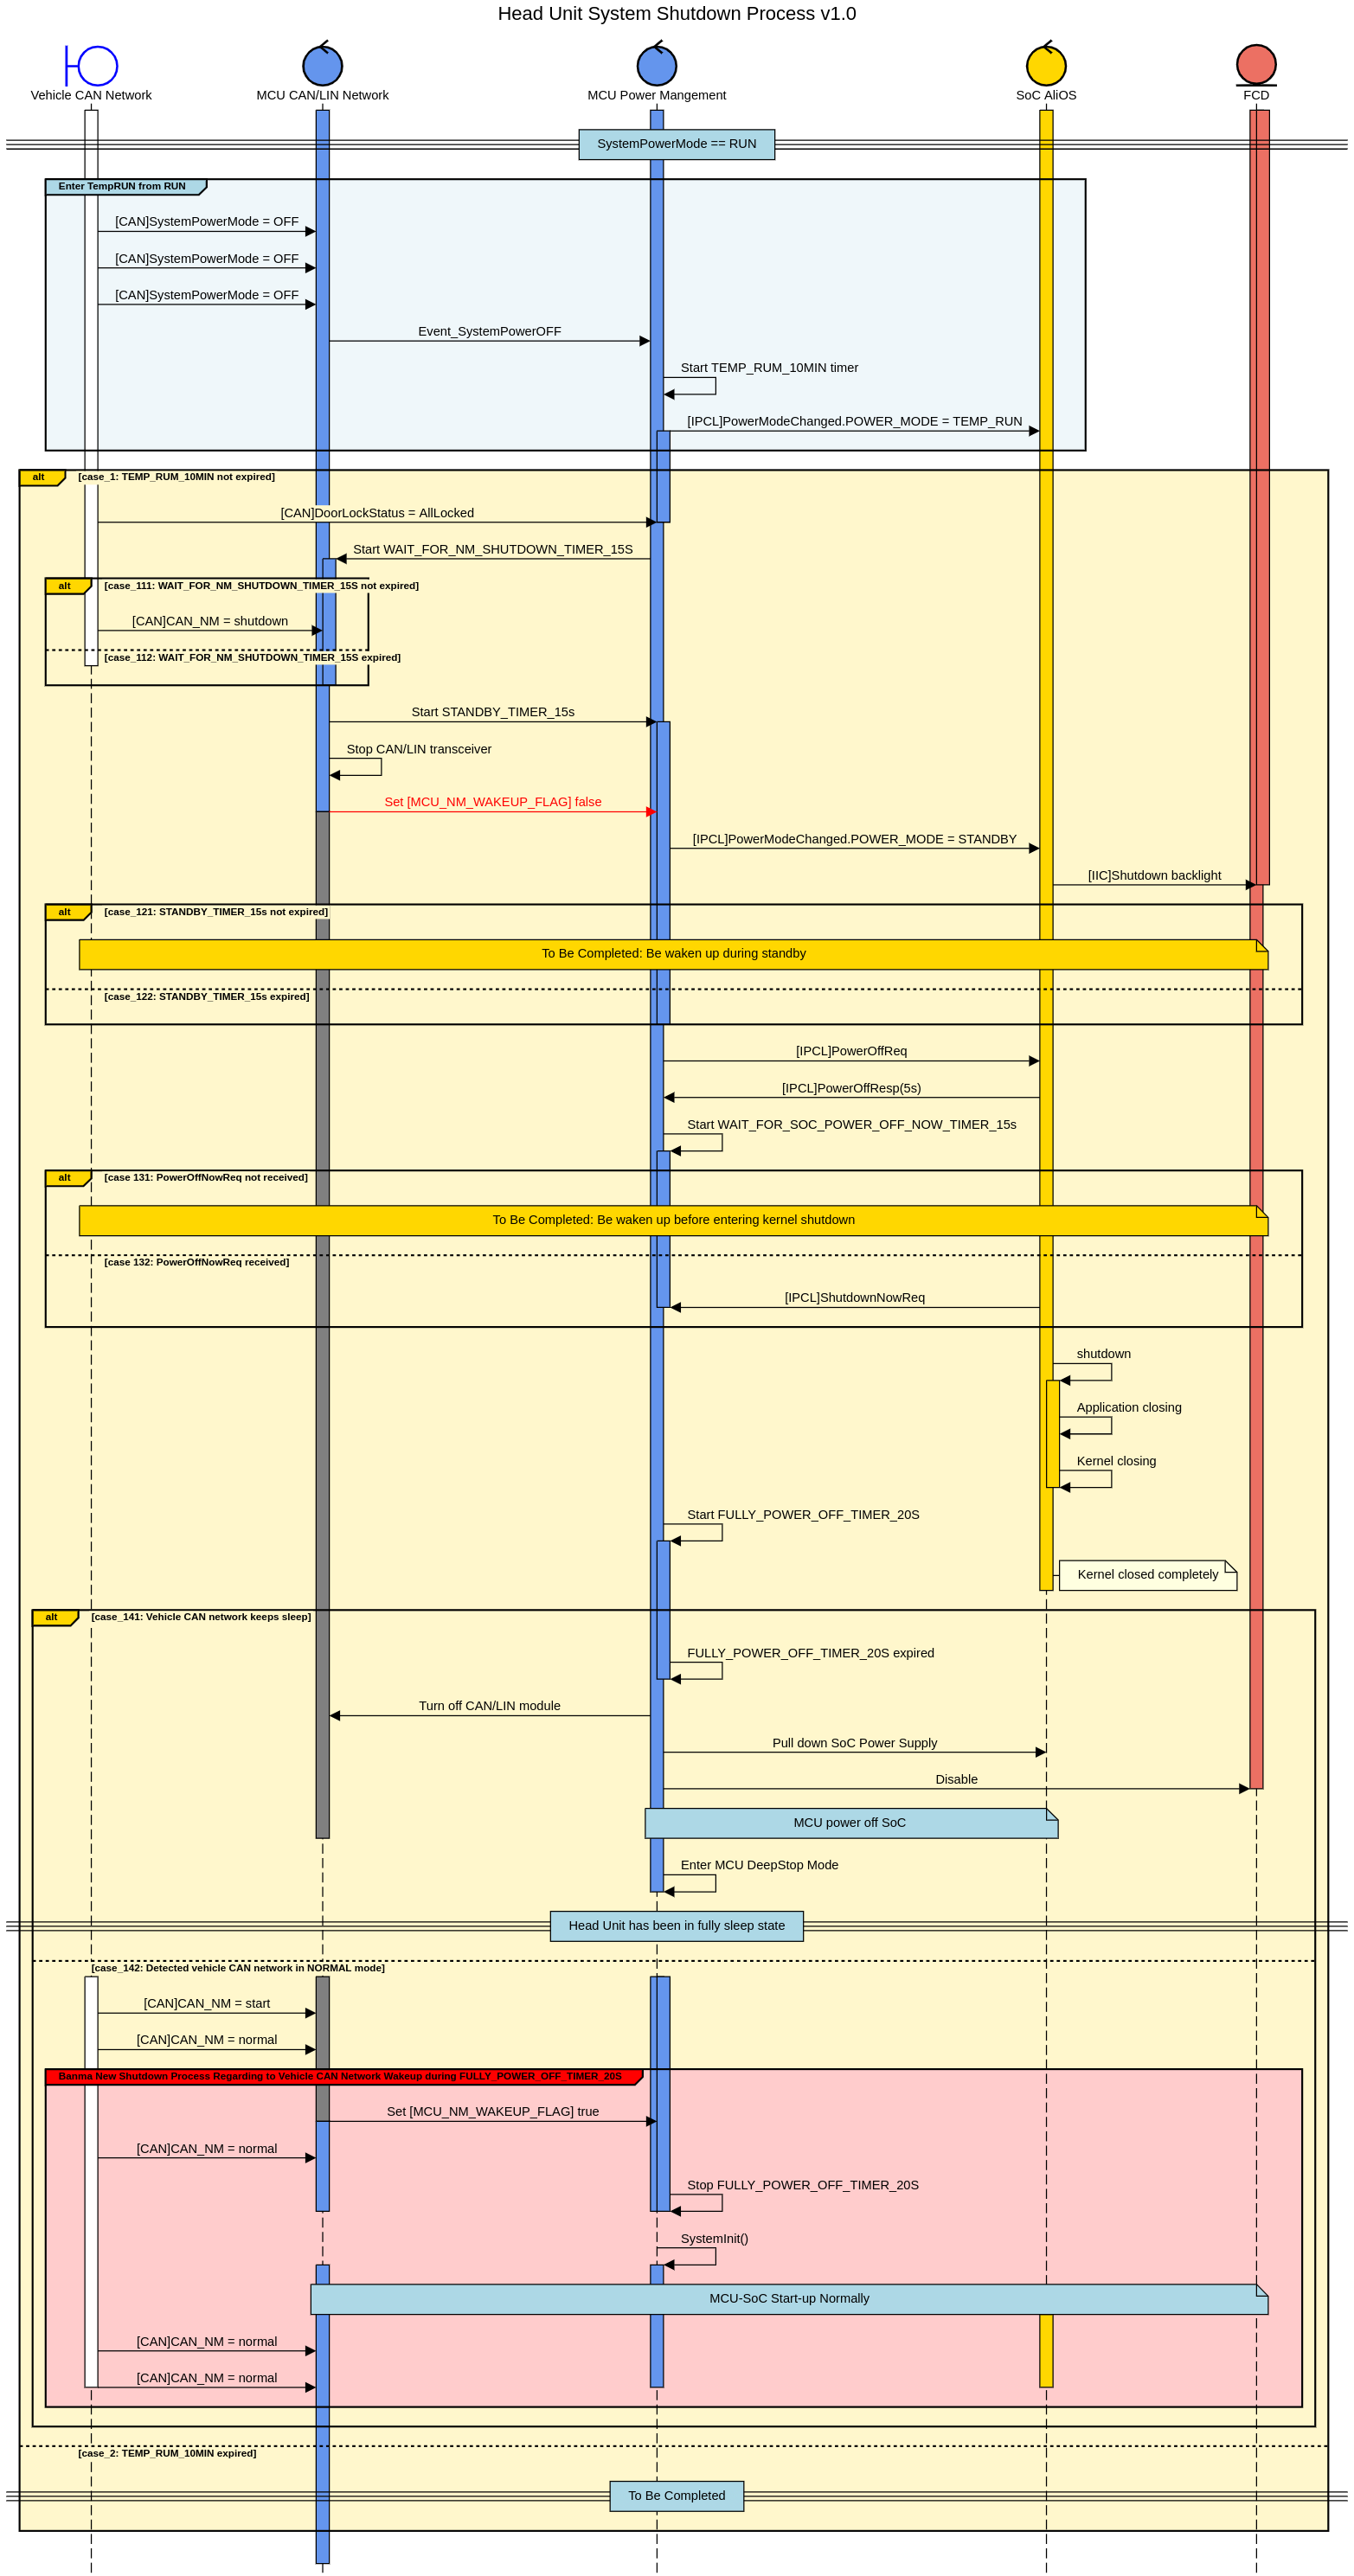 Head Unit System Shutdown Process v1.0
Vehicle CAN Network
MCU CAN/LIN Network
MCU Power Mangement
SoC AliOS
FCD
SystemPowerMode == RUN
Enter TempRUN from RUN
[CAN]SystemPowerMode = OFF
[CAN]SystemPowerMode = OFF
[CAN]SystemPowerMode = OFF
Event_SystemPowerOFF
Start TEMP_RUM_10MIN timer
[IPCL]PowerModeChanged.POWER_MODE = TEMP_RUN
alt
[case_1: TEMP_RUM_10MIN not expired]
[CAN]DoorLockStatus = AllLocked
Start WAIT_FOR_NM_SHUTDOWN_TIMER_15S
alt
[case_111: WAIT_FOR_NM_SHUTDOWN_TIMER_15S not expired]
[CAN]CAN_NM = shutdown
[case_112: WAIT_FOR_NM_SHUTDOWN_TIMER_15S expired]
Start STANDBY_TIMER_15s
Stop CAN/LIN transceiver
Set [MCU_NM_WAKEUP_FLAG] false
[IPCL]PowerModeChanged.POWER_MODE = STANDBY
[IIC]Shutdown backlight
alt
[case_121: STANDBY_TIMER_15s not expired]
To Be Completed: Be waken up during standby
[case_122: STANDBY_TIMER_15s expired]
[IPCL]PowerOffReq
[IPCL]PowerOffResp(5s)
Start WAIT_FOR_SOC_POWER_OFF_NOW_TIMER_15s
alt
[case 131: PowerOffNowReq not received]
To Be Completed: Be waken up before entering kernel shutdown
[case 132: PowerOffNowReq received]
[IPCL]ShutdownNowReq
shutdown
Application closing
Kernel closing
Start FULLY_POWER_OFF_TIMER_20S
Kernel closed completely
alt
[case_141: Vehicle CAN network keeps sleep]
FULLY_POWER_OFF_TIMER_20S expired
Turn off CAN/LIN module
Pull down SoC Power Supply
Disable
MCU power off SoC
Enter MCU DeepStop Mode
Head Unit has been in fully sleep state
[case_142: Detected vehicle CAN network in NORMAL mode]
[CAN]CAN_NM = start
[CAN]CAN_NM = normal
Banma New Shutdown Process Regarding to Vehicle CAN Network Wakeup during FULLY_POWER_OFF_TIMER_20S
Set [MCU_NM_WAKEUP_FLAG] true
[CAN]CAN_NM = normal
Stop FULLY_POWER_OFF_TIMER_20S
SystemInit()
MCU-SoC Start-up Normally
[CAN]CAN_NM = normal
[CAN]CAN_NM = normal
[case_2: TEMP_RUM_10MIN expired]
To Be Completed